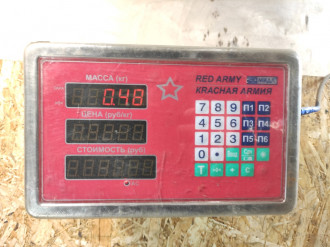 МАССА (кг)
0.48
ЦЕНА (руб/кг)
СТОИМОСТЬ (руб)
RED ARMY
КРАСНАЯ АРМИЯ
7 8 9 П1 П2
4 5 6 П3 П4
1 2 3 П5 П6
0 •
T + C